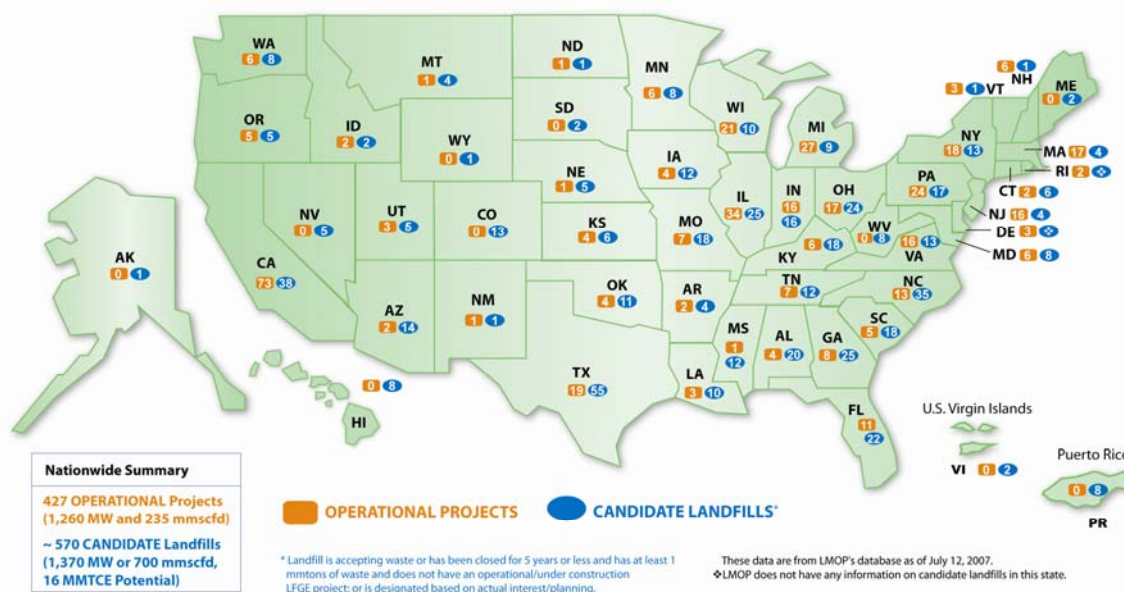 WA
6 8
MT
1 4
ND
1 1
MN
6 8
6 1
NH
3 1 VT
ME
0 2
OR
5 5
ID
2 2
WY
0 1
SD
0 2
WI
21 10
MI
27 9
NY
18 13
MA 17 4
RI 2 ❖
CT 2 6
NJ 16 4
DE 3 ❖
MD 6 8
NV
0 5
UT
3 5
CO
0 13
NE
1 5
IA
4 12
KS
4 6
MO
7 18
IL
34 25
IN
16
16
OH
17 24
PA
24 17
WV
0 8
16 13
VA
6 18
KY
AK
0 1
CA
73 38
AZ
2 14
NM
1 1
OK
4 11
AR
2 4
TN
7 12
NC
13 35
SC
5 18
MS
1
12
AL
4 20
GA
8 25
TX
19 55
LA
3 10
FL
11
22
0 8
HI
U.S. Virgin Islands
VI 0 2
Puerto Rico
0 8
PR
Nationwide Summary
427 OPERATIONAL Projects
(1,260 MW and 235 mmscfd)
~ 570 CANDIDATE Landfills
(1,370 MW or 700 mmscfd,
16 MMTCE Potential)
OPERATIONAL PROJECTS
CANDIDATE LANDFILLS*
* Landfill is accepting waste or has been closed for 5 years or less and has at least 1
mmtons of waste and does not have an operational/under construction
LFGE project; or is designated based on actual interest/planning.
These data are from LMOP's database as of July 12, 2007.
❖LMOP does not have any information on candidate landfills in this state.